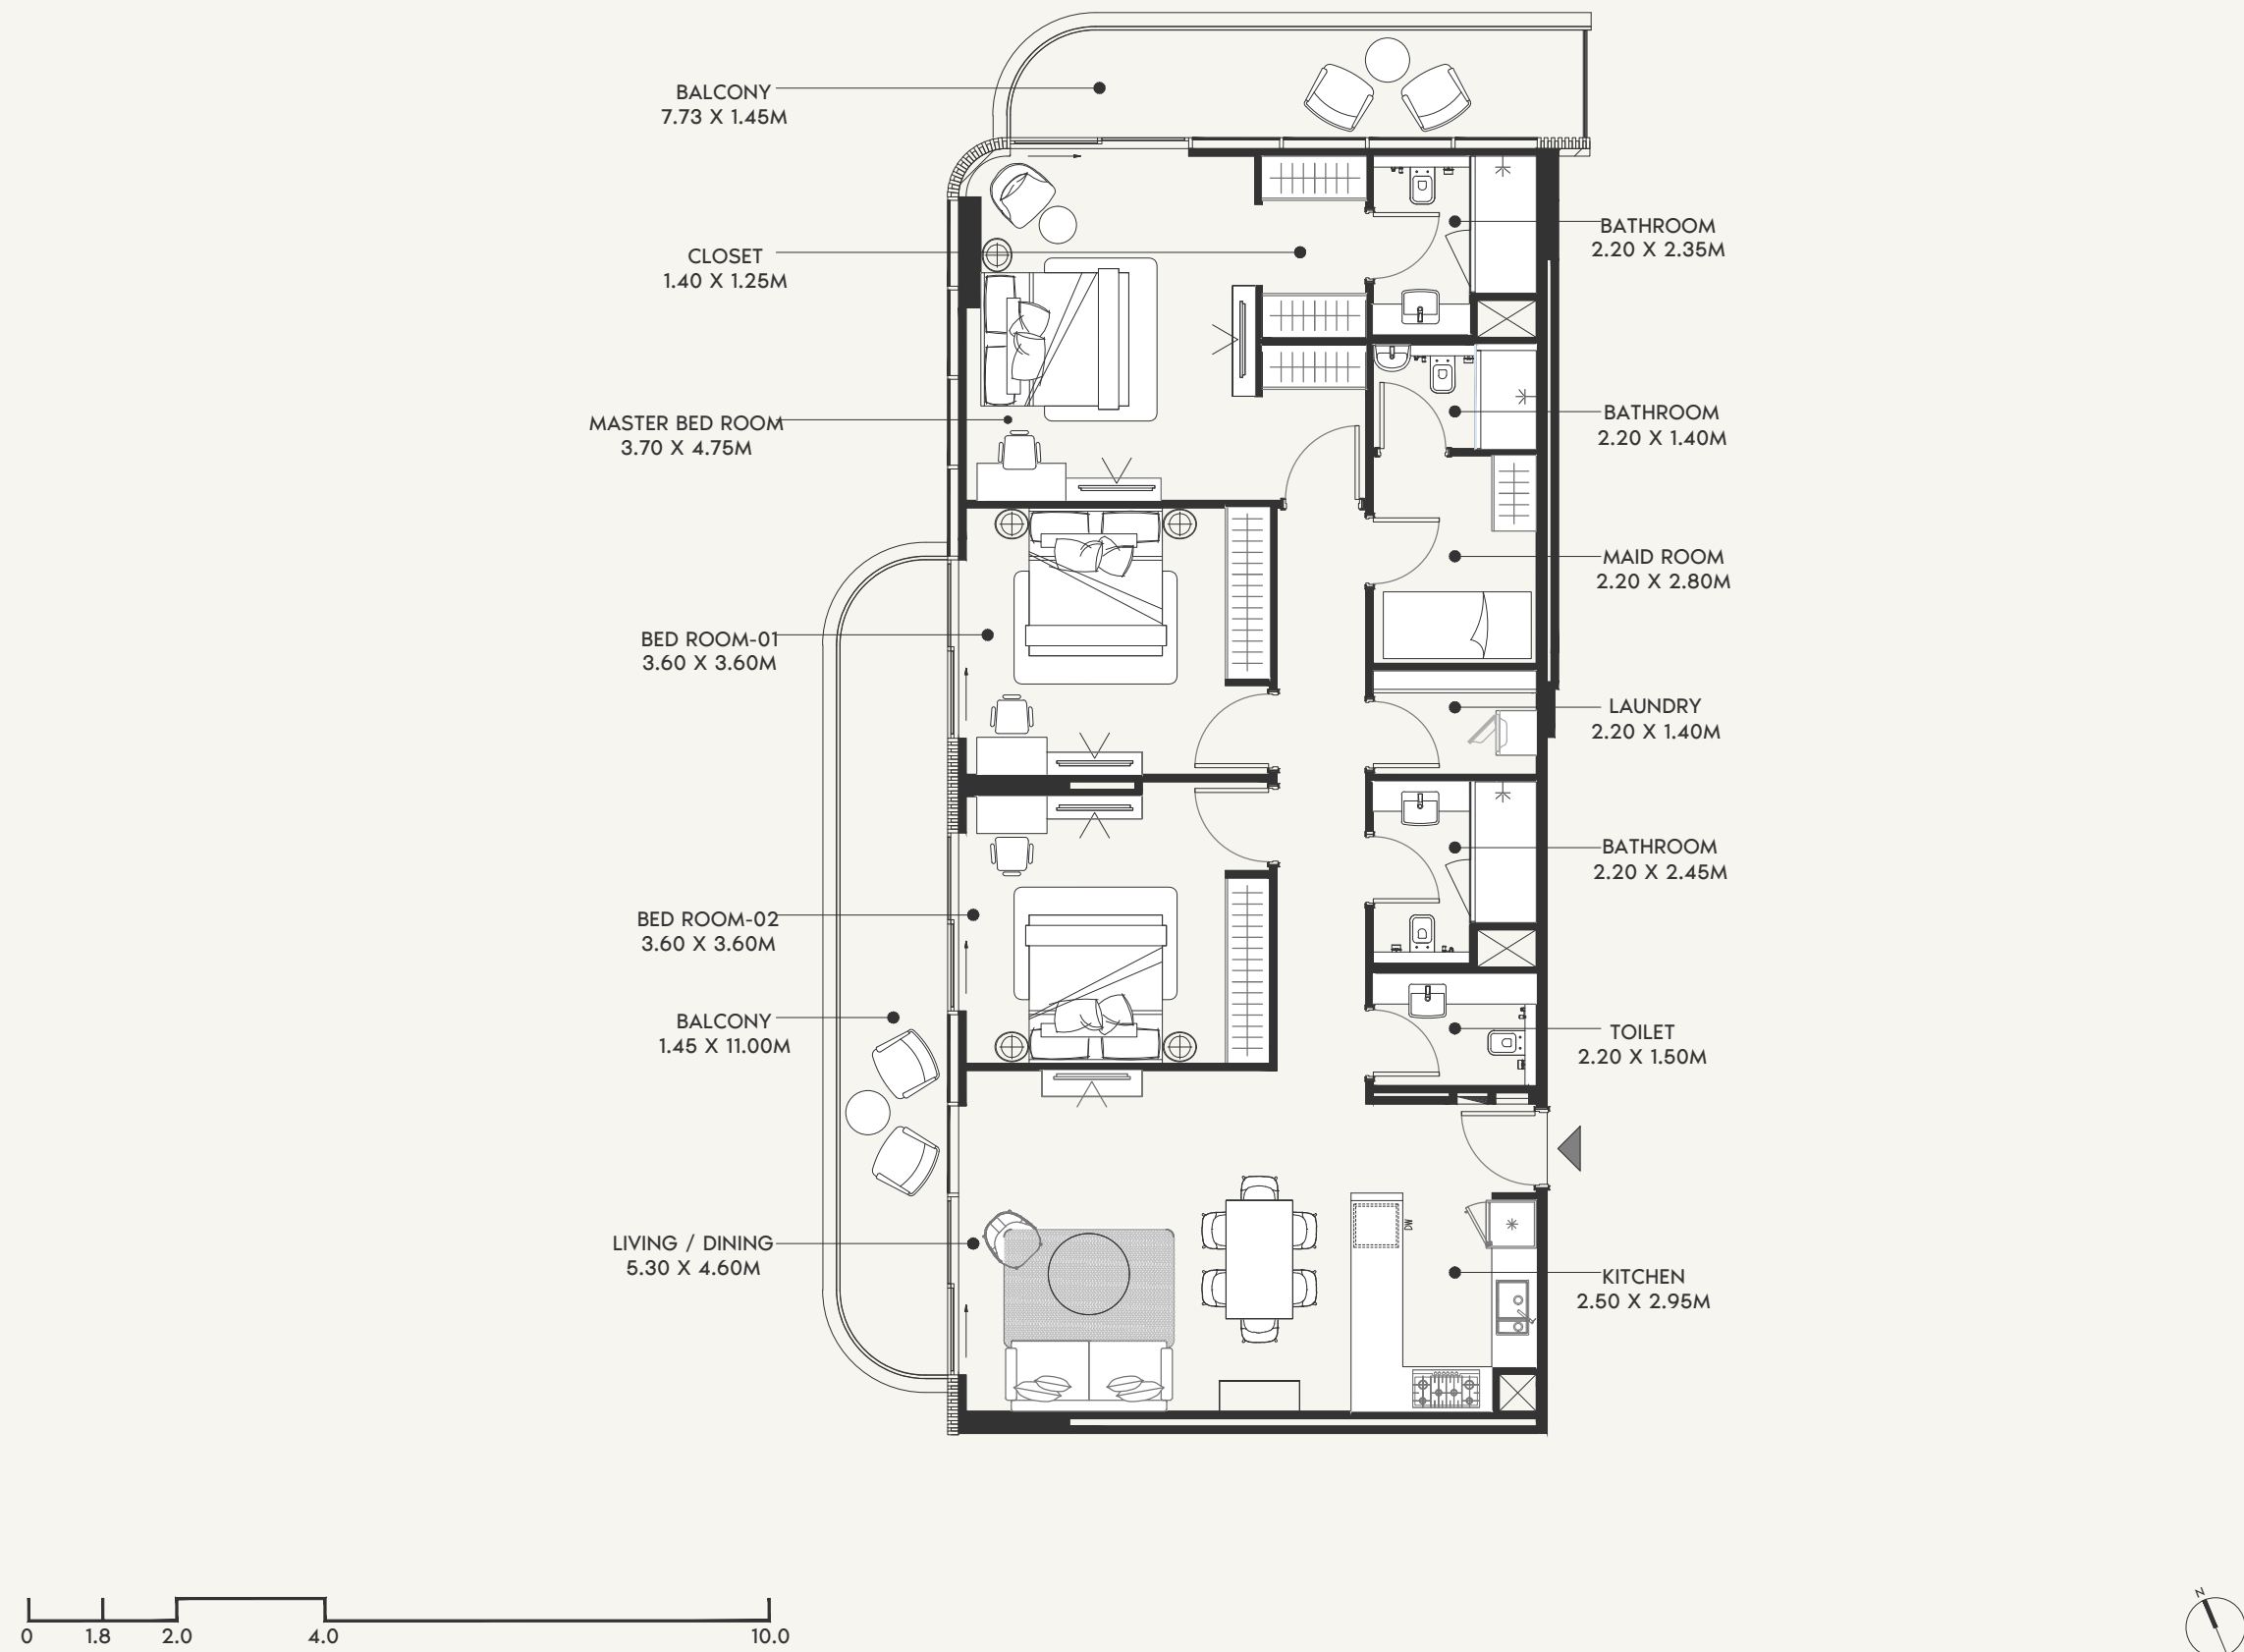 BALCONY
7.73 X 1.45M
BATHROOM
2.20 X 2.35M
CLOSET
1.40 X 1.25M
MASTER BED ROOM
3.70 X 4.75M
BATHROOM
2.20 X 1.40M
MAID ROOM
2.20 X 2.80M
BED ROOM-01
3.60 X 3.60M
LAUNDRY
2.20 X 1.40M
BATHROOM
2.20 X 2.45M
BED ROOM-02
3.60 X 3.60M
BALCONY
1.45 X 11.00M
TOILET
2.20 X 1.50M
DW
LIVING / DINING
5.30 X 4.60M
KITCHEN
2.50 X 2.95M
N
0 1.8 2.0 4.0 10.0